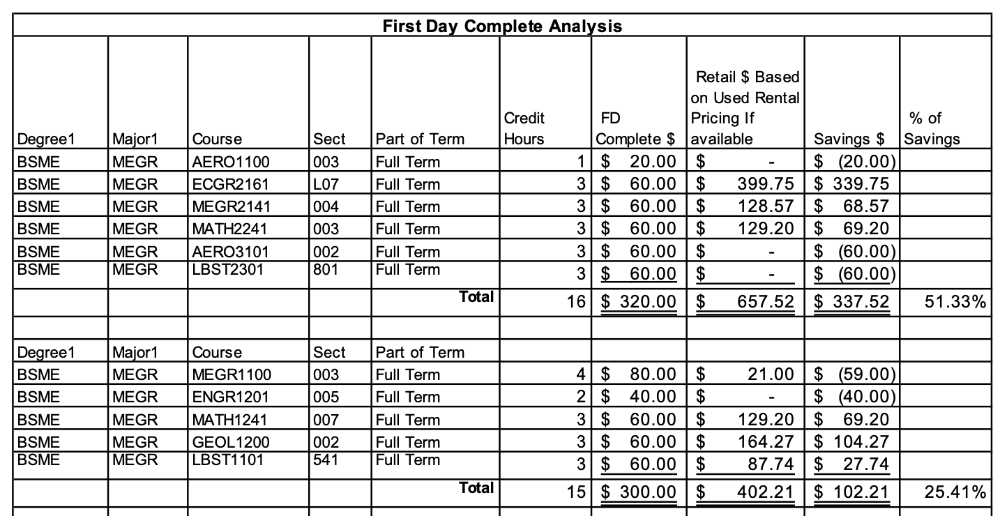 First Day Complete Analysis
Retail $ Based
on Used Rental
Credit FD Pricing If % of
Degree1 Major1 Course Sect Part of Term Hours Complete $ available Savings $ Savings
BSME MEGR AERO1100 003 Full Term 1 $ 20.00 $ - $ (20.00)
BSME MEGR ECGR2161 L07 Full Term 3 $ 60.00 $ 399.75 $ 339.75
BSME MEGR MEGR2141 004 Full Term 3 $ 60.00 $ 128.57 $ 68.57
BSME MEGR MATH2241 003 Full Term 3 $ 60.00 $ 129.20 $ 69.20
BSME MEGR AERO3101 002 Full Term 3 $ 60.00 $ - $ (60.00)
BSME MEGR LBST2301 801 Full Term 3 $ 60.00 $ - $ (60.00)
Total 16 $ 320.00 $ 657.52 $ 337.52 51.33%
Degree1 Major1 Course Sect Part of Term
BSME MEGR MEGR1100 003 Full Term 4 $ 80.00 $ 21.00 $ (59.00)
BSME MEGR ENGR1201 005 Full Term 2 $ 40.00 $ - $ (40.00)
BSME MEGR MATH1241 007 Full Term 3 $ 60.00 $ 129.20 $ 69.20
BSME MEGR GEOL1200 002 Full Term 3 $ 60.00 $ 164.27 $ 104.27
BSME MEGR LBST1101 541 Full Term 3 $ 60.00 $ 87.74 $ 27.74
Total 15 $ 300.00 $ 402.21 $ 102.21 25.41%